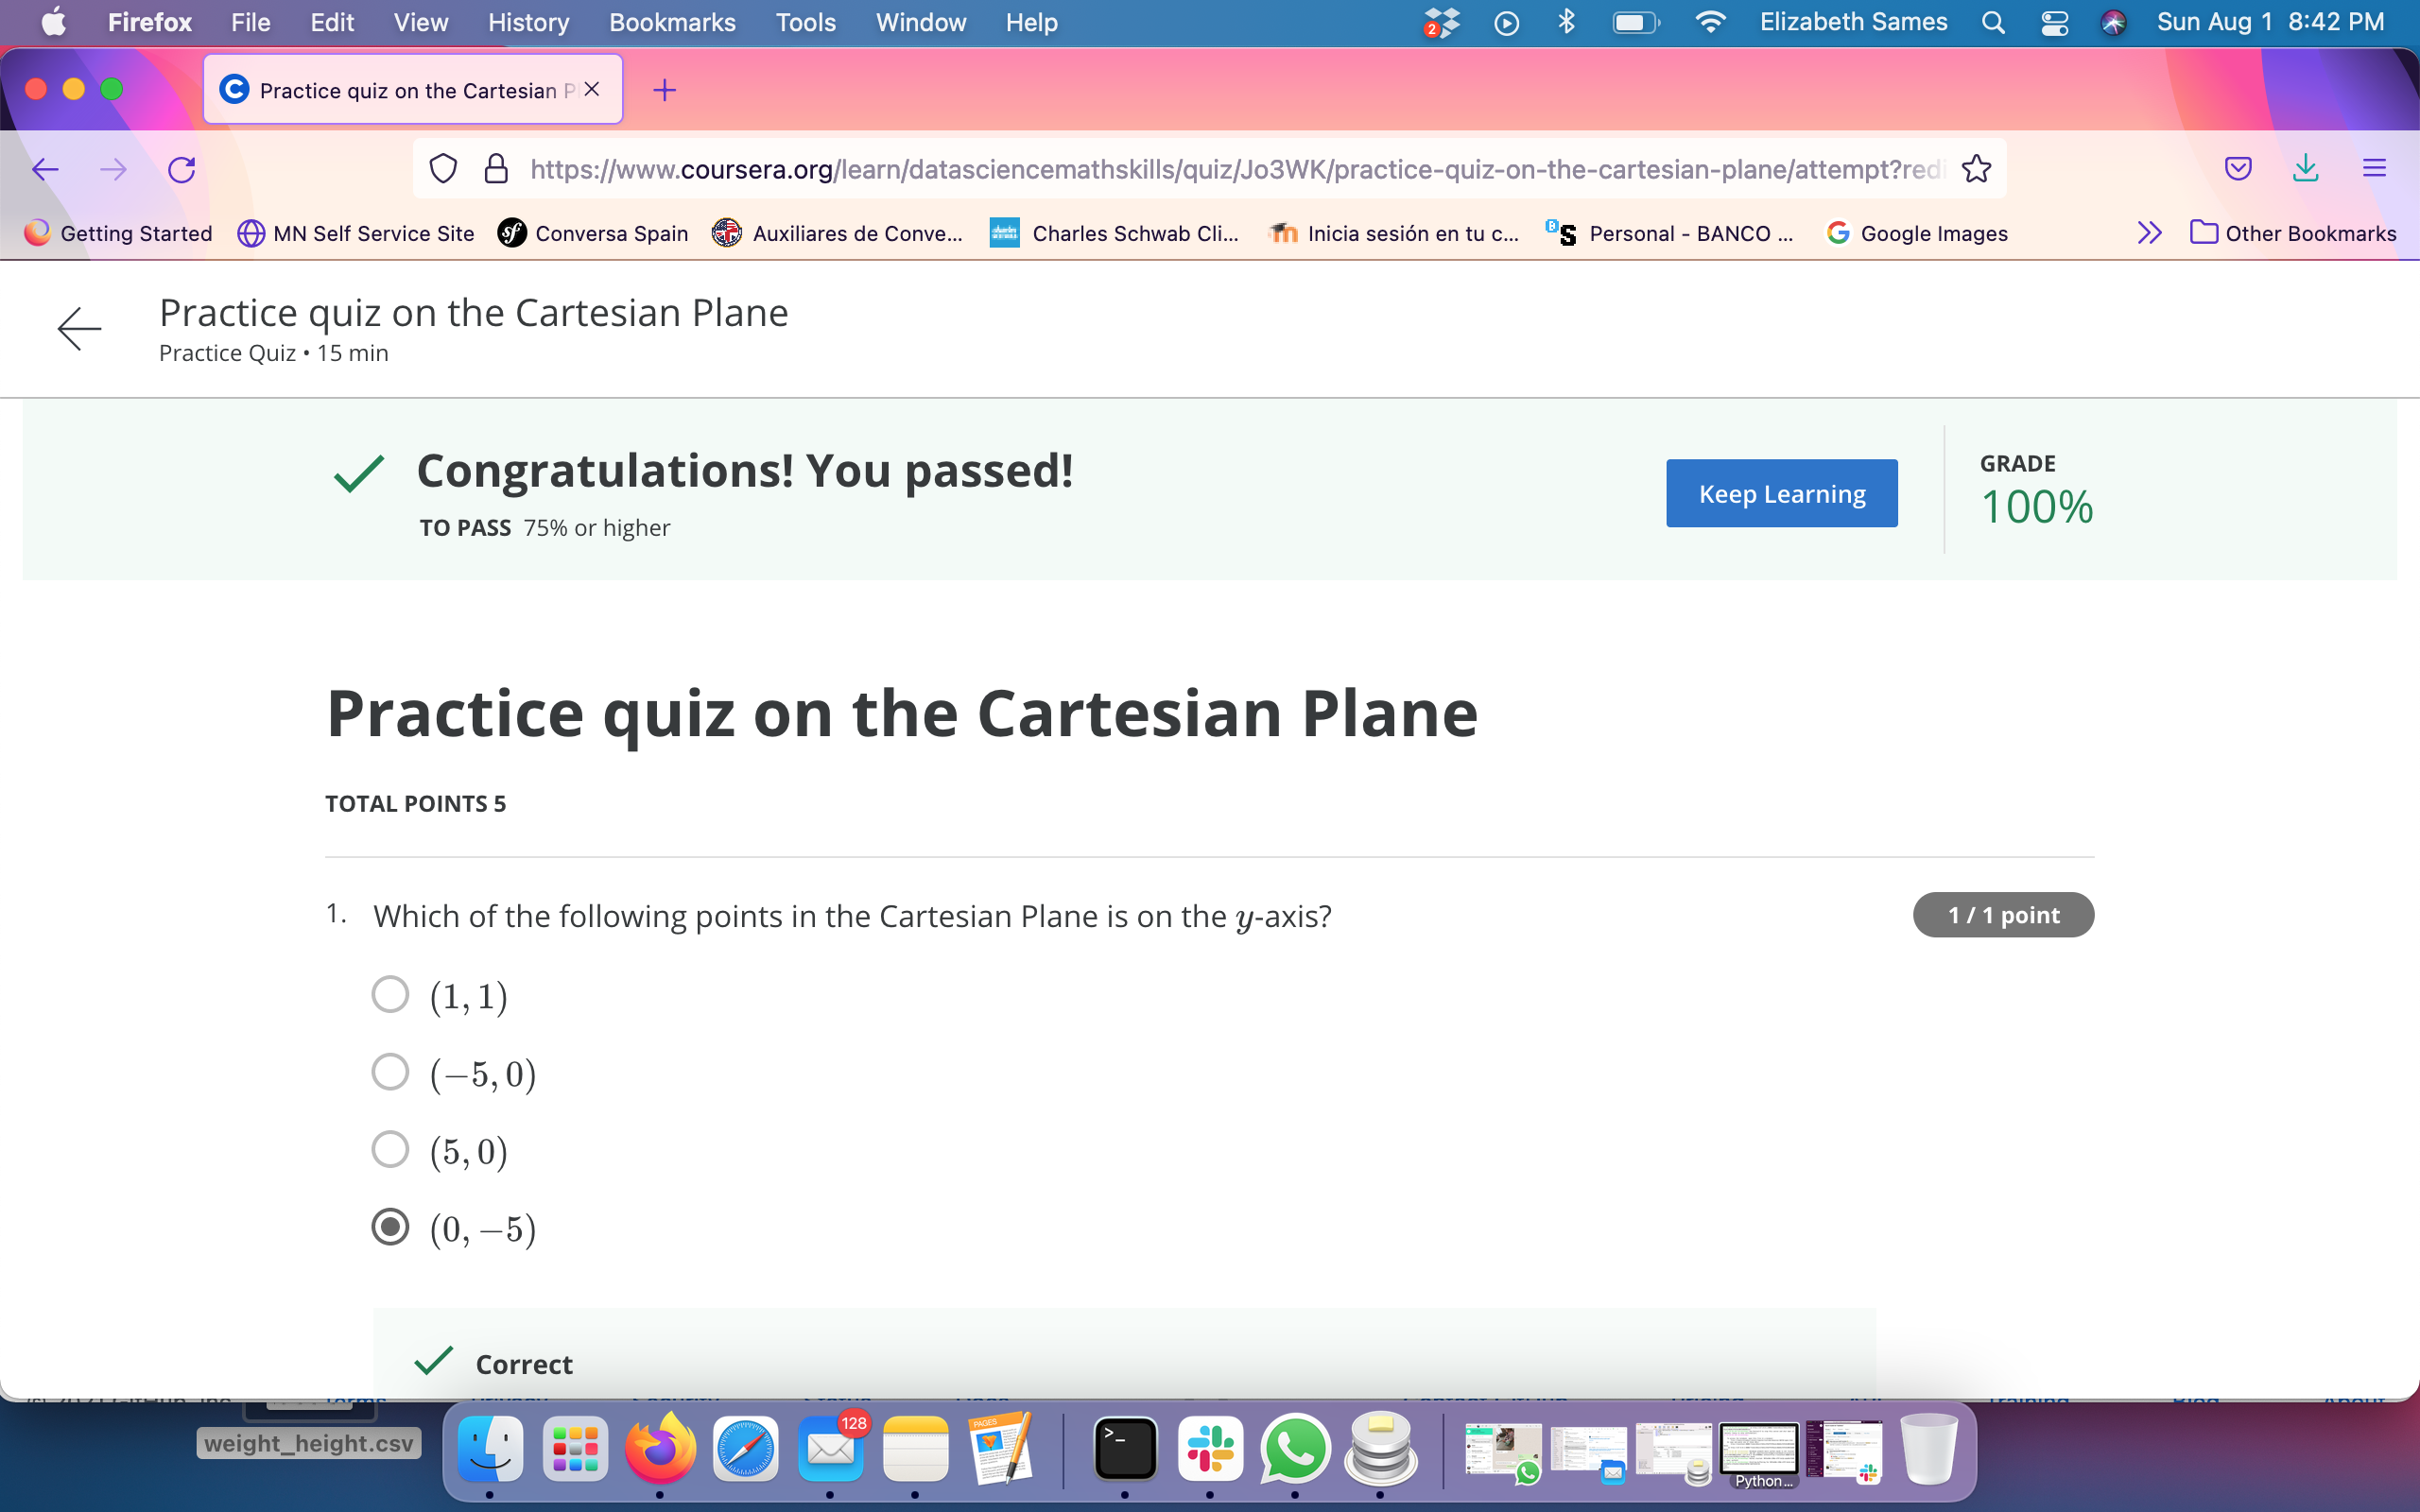 Firefox File Edit View History Bookmarks Tools Window Help 2 Elizabeth Sames Sun Aug 1 8:42 PM
Practice quiz on the Cartesian P
https://www.coursera.org/learn/datasciencemathskills/quiz/Jo3WK/practice-quiz-on-the-cartesian-plane/attempt?redi
Getting Started MN Self Service Site Conversa Spain Auxiliares de Conve... Charles Schwab Cli... Inicia sesión en tu c... Personal - BANCO ... Google Images Other Bookmarks
Practice quiz on the Cartesian Plane
Practice Quiz • 15 min
Congratulations! You passed!
TO PASS 75% or higher
Keep Learning
GRADE
100%
Practice quiz on the Cartesian Plane
TOTAL POINTS 5
1. Which of the following points in the Cartesian Plane is on the y-axis?
1 / 1 point
(1, 1)
(−5, 0)
(5, 0)
(0, −5)
Correct
weight_height.csv
128
PAGES
Python ...